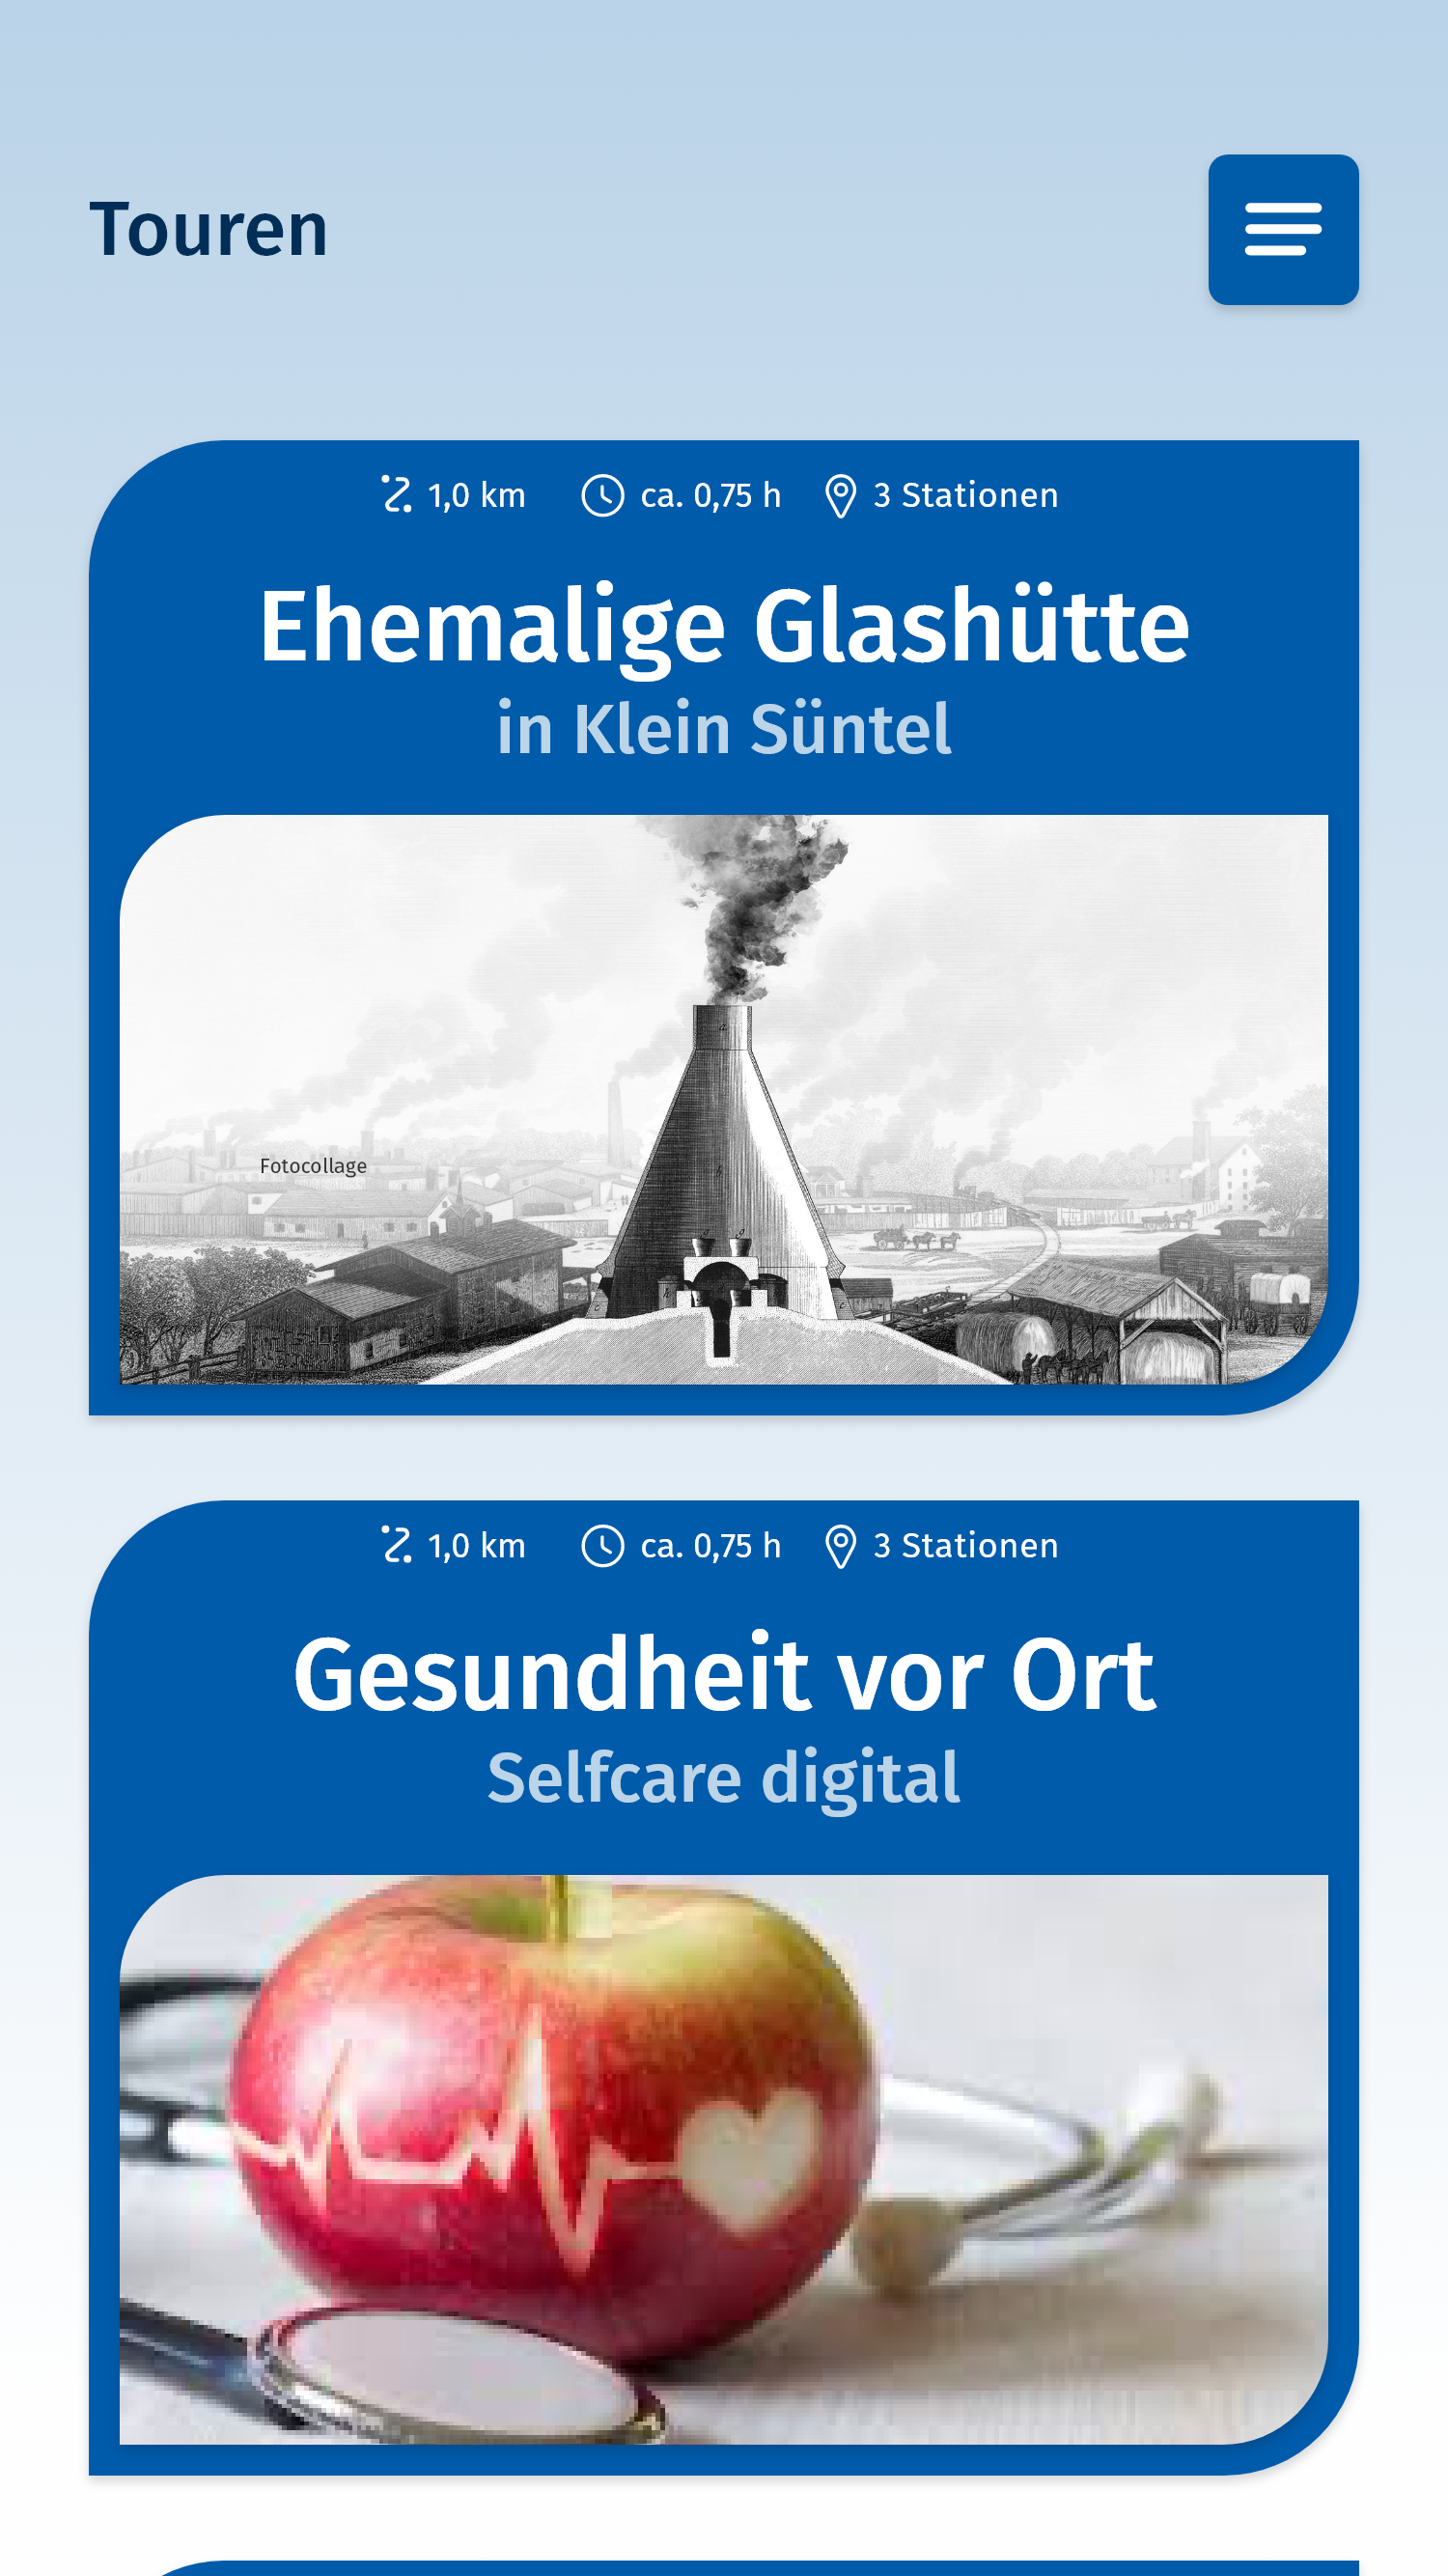 Touren
1,0 km ca. 0,75 h 3 Stationen
Ehemalige Glashütte
in Klein Süntel
Fotocollage
1,0 km ca. 0,75 h 3 Stationen
Gesundheit vor Ort
Selfcare digital